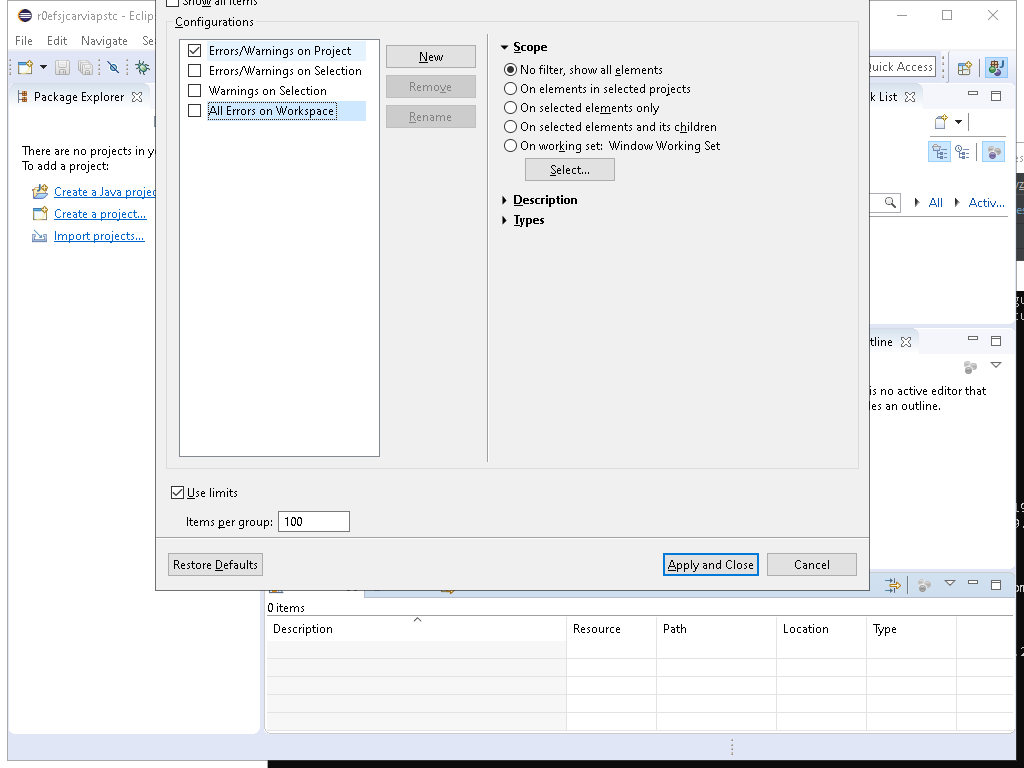 r0efsjcarviapstc - Eclip
Show all items
File Edit Navigate Se
Configurations
Errors/Warnings on Project
Errors/Warnings on Selection
Warnings on Selection
All Errors on Workspace
New
Remove
Rename
Scope
No filter, show all elements
On elements in selected projects
On selected elements only
On selected elements and its children
On working set: Window Working Set
Select...
Description
Types
Quick Access
Package Explorer
k List
There are no projects in y
To add a project:
Create a Java projec
Create a project...
Import projects...
All Activ...
tline
is no active editor that
es an outline.
Use limits
Items per group: 100
Restore Defaults
Apply and Close
Cancel
0 items
Description Resource Path Location Type